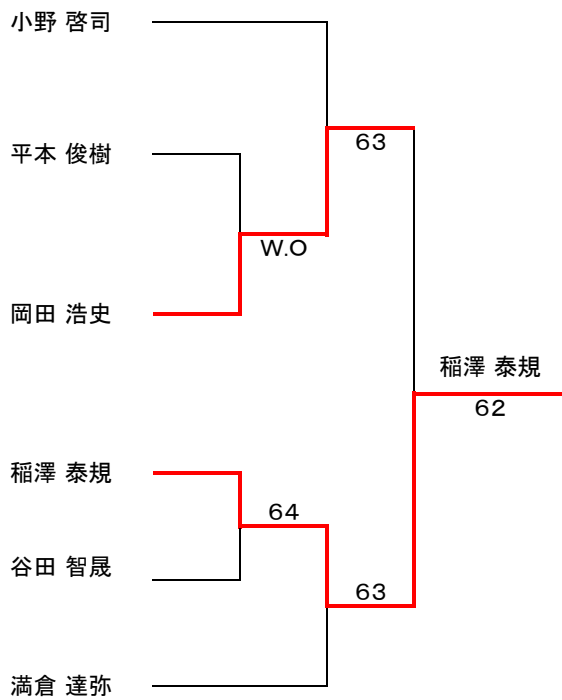 小野 啓司
63
平本 俊樹
W.O
岡田 浩史
稲澤 泰規
62
稲澤 泰規
64
谷田 智晟
63
満倉 達弥